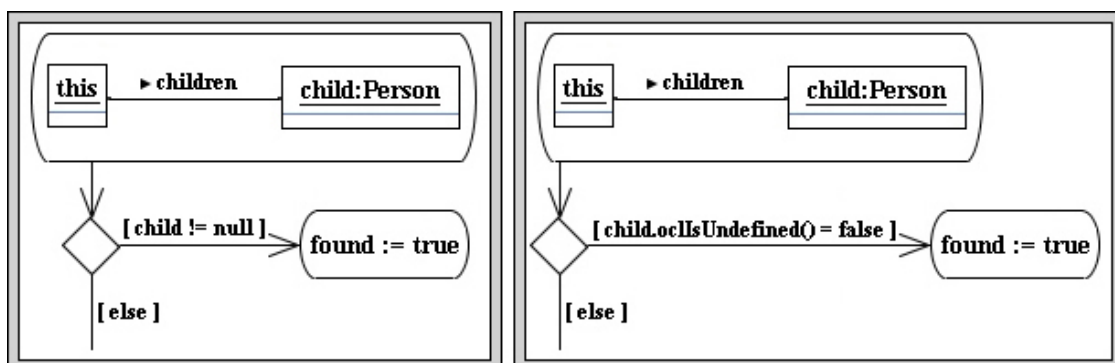 this ▸ children child:Person
[ child != null ] found := true
[ else ]
this ▸ children child:Person
[ child.oclIsUndefined() = false ] found := true
[ else ]